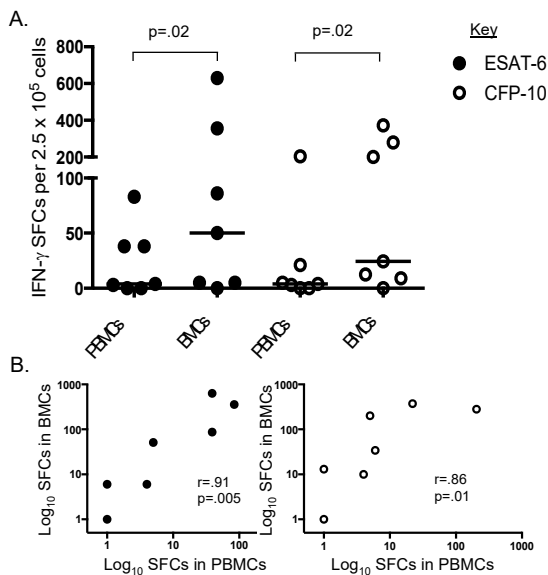 A.
p=.02
p=.02
Key
ESAT-6
CFP-10
IFN-γ SFCs per 2.5 x 10⁵ cells
800
600
400
200
100
50
0
PBMCs
BMCs
PBMCs
BMCs
B.
Log₁₀ SFCs in BMCs
1000
100
10
1
r=.91
p=.005
1
10
100
Log₁₀ SFCs in PBMCs
Log₁₀ SFCs in BMCs
1000
100
10
1
r=.86
p=.01
1
10
100
1000
Log₁₀ SFCs in PBMCs